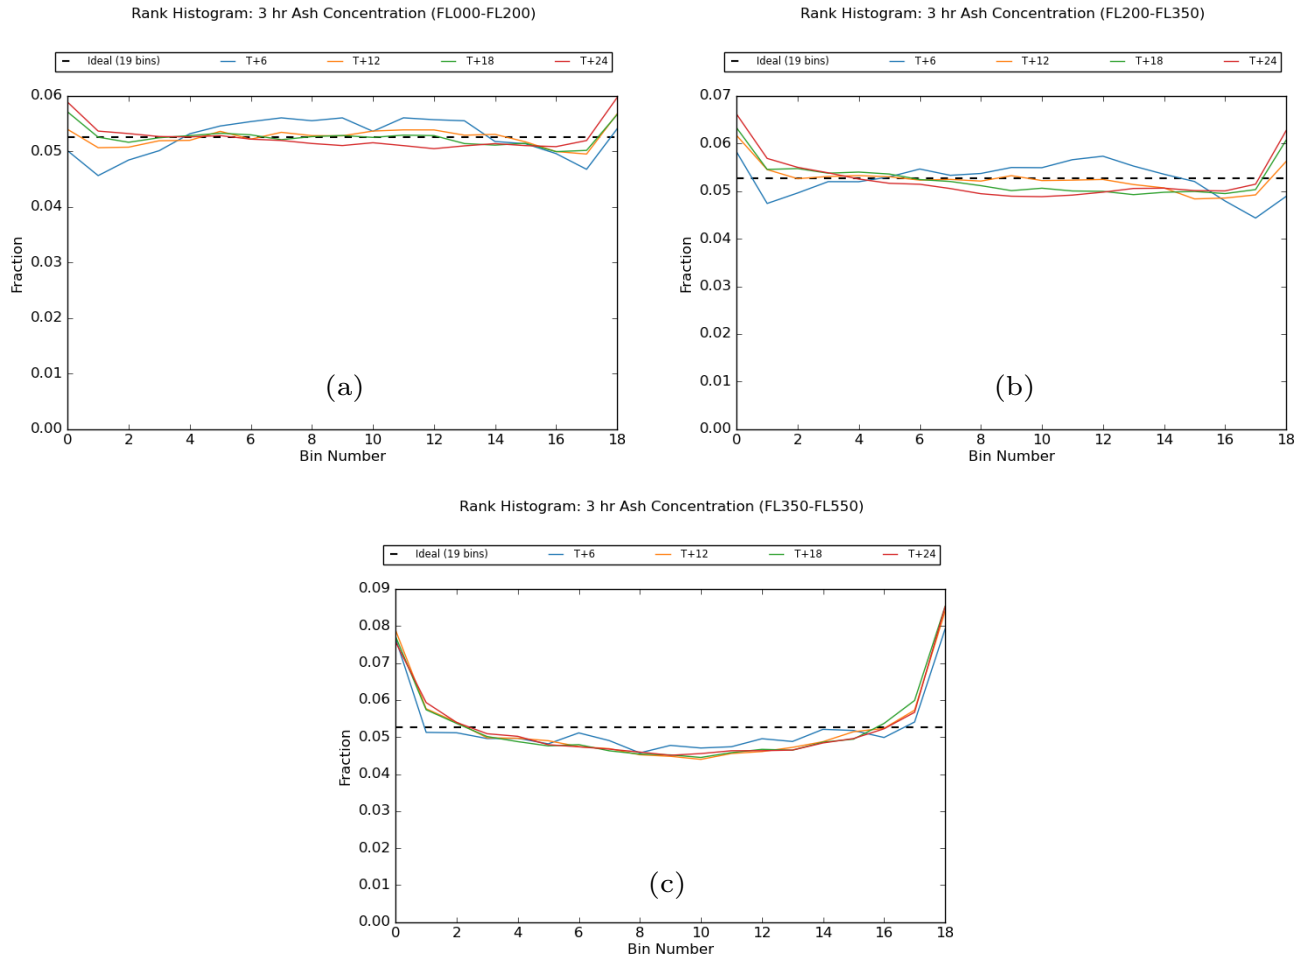 Rank Histogram: 3 hr Ash Concentration (FL000-FL200)
Ideal (19 bins) T+6 T+12 T+18 T+24
0.06
0.05
0.04
0.03
0.02
0.01
0.00
Fraction
0 2 4 6 8 10 12 14 16 18
Bin Number
(a)
Rank Histogram: 3 hr Ash Concentration (FL200-FL350)
Ideal (19 bins) T+6 T+12 T+18 T+24
0.07
0.06
0.05
0.04
0.03
0.02
0.01
0.00
Fraction
0 2 4 6 8 10 12 14 16 18
Bin Number
(b)
Rank Histogram: 3 hr Ash Concentration (FL350-FL550)
Ideal (19 bins) T+6 T+12 T+18 T+24
0.09
0.08
0.07
0.06
0.05
0.04
0.03
0.02
0.01
0.00
Fraction
0 2 4 6 8 10 12 14 16 18
Bin Number
(c)